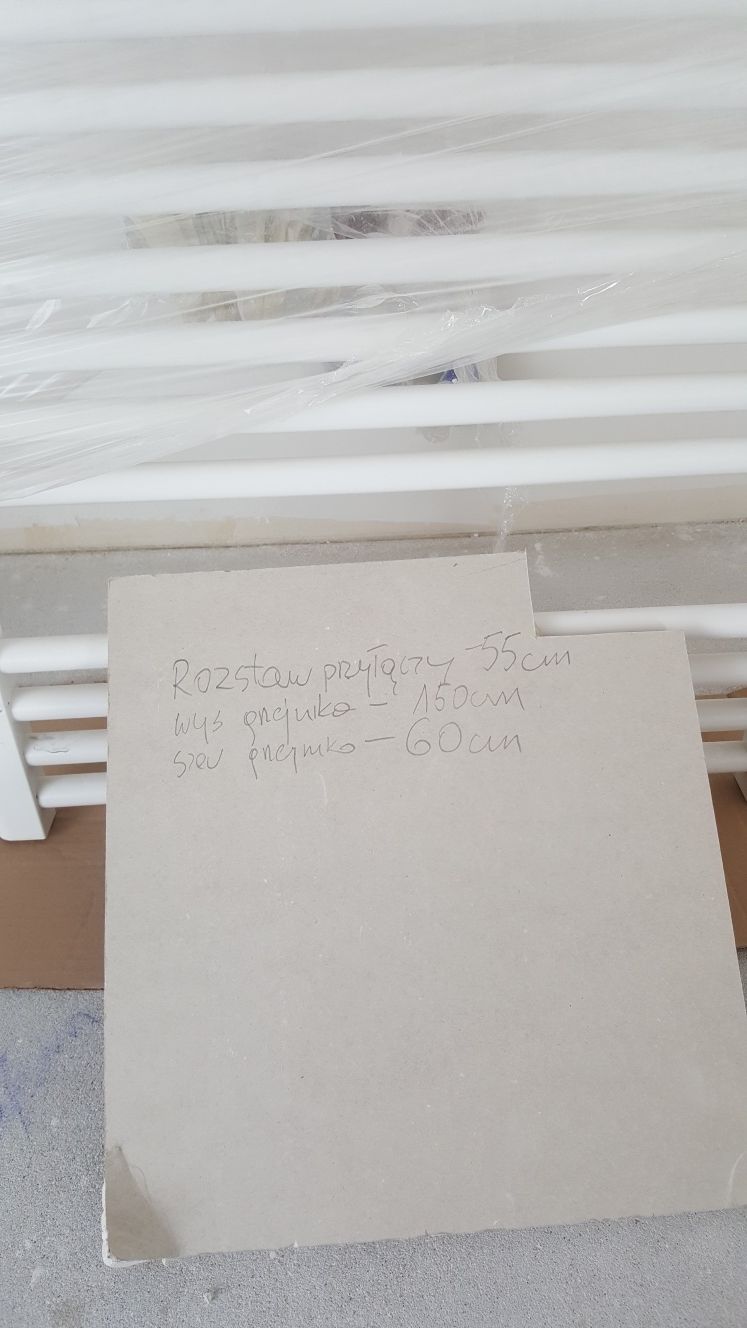 Rozstaw przyłączy -55cm
wys grzejnika - 150cm
szer grzejnika - 60cm